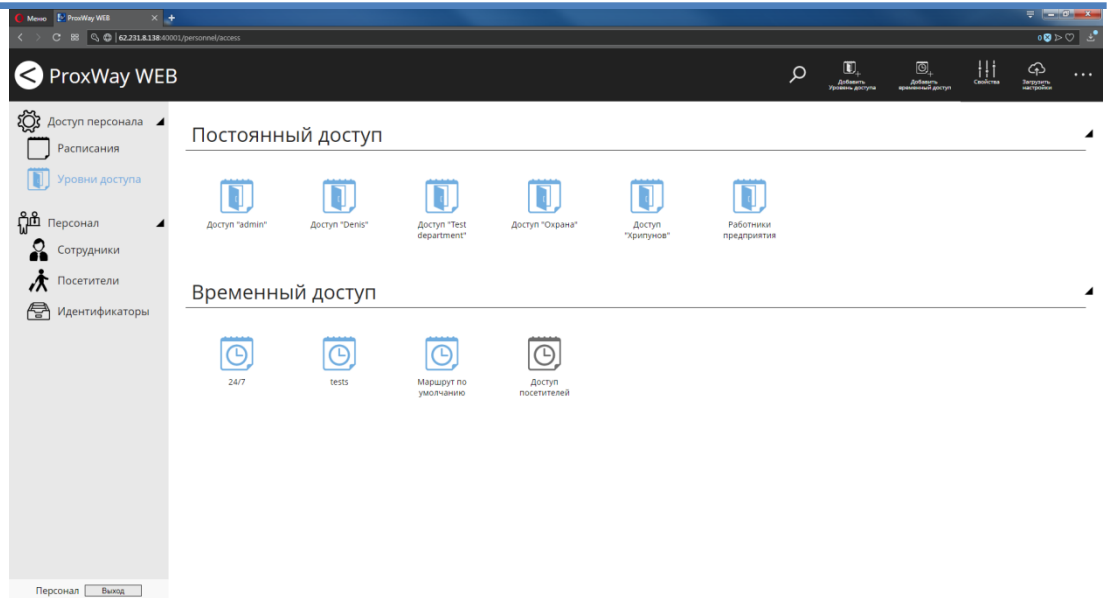 Меню ProxWay WEB
62.231.8.138:40001/personnel/access
0
ProxWay WEB
Добавить
Уровень доступа
Добавить
временный доступ
Свойства
Загрузить
настройки
Доступ персонала
Расписания
Уровни доступа
Персонал
Сотрудники
Посетители
Идентификаторы
Постоянный доступ
Доступ "admin"
Доступ "Denis"
Доступ "Test
department"
Доступ "Охрана"
Доступ
"Хрипунов"
Работники
предприятия
Временный доступ
24/7
tests
Маршрут по
умолчанию
Доступ
посетителей
Персонал Выход